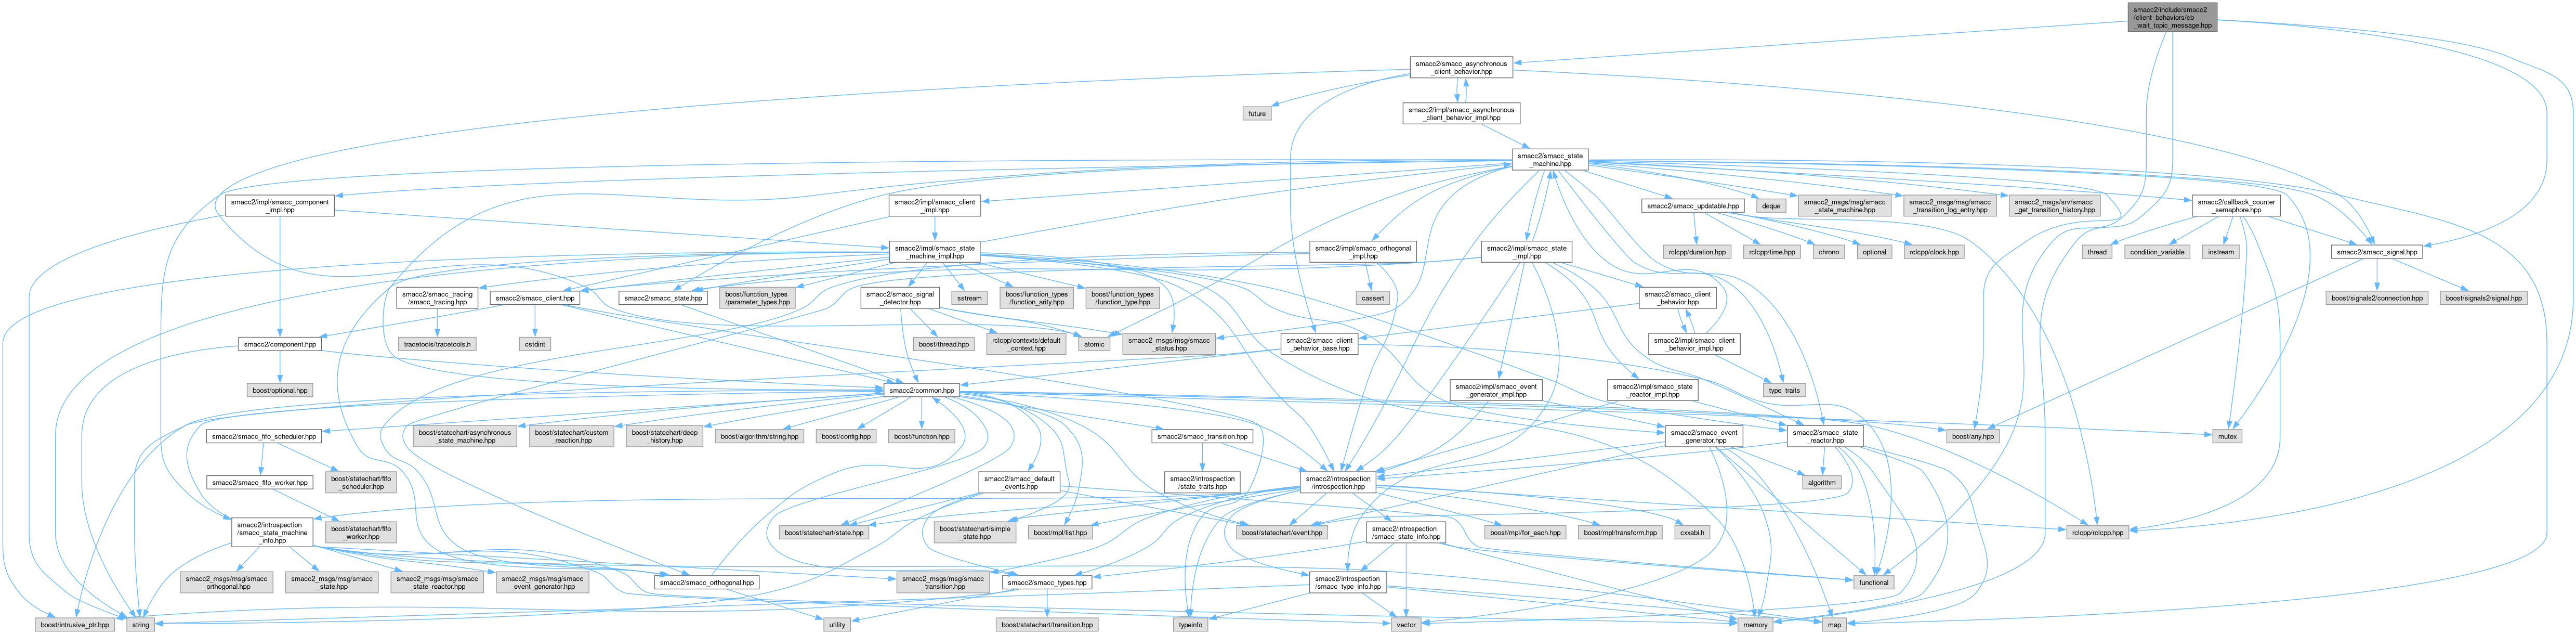 smacc2/include/smacc2
/client_behaviors/cb
_wait_topic_message.hpp
smacc2/smacc_asynchronous
_client_behavior.hpp
future
smacc2/impl/smacc_asynchronous
_client_behavior_impl.hpp
smacc2/smacc_state
_machine.hpp
smacc2/impl/smacc_component
_impl.hpp
smacc2/impl/smacc_client
_impl.hpp
smacc2/smacc_updatable.hpp
deque
smacc2_msgs/msg/smacc
_state_machine.hpp
smacc2_msgs/msg/smacc
_transition_log_entry.hpp
smacc2_msgs/srv/smacc
_get_transition_history.hpp
smacc2/callback_counter
_semaphore.hpp
smacc2/impl/smacc_state
_machine_impl.hpp
smacc2/impl/smacc_orthogonal
_impl.hpp
smacc2/impl/smacc_state
_impl.hpp
rclcpp/duration.hpp
rclcpp/time.hpp
chrono
optional
rclcpp/clock.hpp
thread
condition_variable
iostream
smacc2/smacc_signal.hpp
smacc2/smacc_tracing
/smacc_tracing.hpp
smacc2/smacc_client.hpp
smacc2/smacc_state.hpp
boost/function_types
/parameter_types.hpp
smacc2/smacc_signal
_detector.hpp
sstream
boost/function_types
/function_arity.hpp
boost/function_types
/function_type.hpp
cassert
smacc2/smacc_client
_behavior.hpp
boost/signals2/connection.hpp
boost/signals2/signal.hpp
smacc2/component.hpp
tracetools/tracetools.h
cstdint
boost/thread.hpp
rclcpp/contexts/default
_context.hpp
atomic
smacc2_msgs/msg/smacc
_status.hpp
smacc2/smacc_client
_behavior_base.hpp
smacc2/impl/smacc_client
_behavior_impl.hpp
boost/optional.hpp
smacc2/common.hpp
smacc2/impl/smacc_event
_generator_impl.hpp
smacc2/impl/smacc_state
_reactor_impl.hpp
type_traits
smacc2/smacc_fifo_scheduler.hpp
boost/statechart/asynchronous
_state_machine.hpp
boost/statechart/custom
_reaction.hpp
boost/statechart/deep
_history.hpp
boost/algorithm/string.hpp
boost/config.hpp
boost/function.hpp
smacc2/smacc_transition.hpp
smacc2/smacc_event
_generator.hpp
smacc2/smacc_state
_reactor.hpp
boost/any.hpp
mutex
smacc2/smacc_fifo_worker.hpp
boost/statechart/fifo
_scheduler.hpp
smacc2/smacc_default
_events.hpp
smacc2/introspection
/state_traits.hpp
smacc2/introspection
/introspection.hpp
algorithm
smacc2/introspection
/smacc_state_machine
_info.hpp
boost/statechart/fifo
_worker.hpp
boost/statechart/state.hpp
boost/statechart/simple
_state.hpp
boost/mpl/list.hpp
boost/statechart/event.hpp
smacc2/introspection
/smacc_state_info.hpp
boost/mpl/for_each.hpp
boost/mpl/transform.hpp
cxxabi.h
rclcpp/rclcpp.hpp
smacc2_msgs/msg/smacc
_orthogonal.hpp
smacc2_msgs/msg/smacc
_state.hpp
smacc2_msgs/msg/smacc
_state_reactor.hpp
smacc2_msgs/msg/smacc
_event_generator.hpp
smacc2/smacc_orthogonal.hpp
smacc2_msgs/msg/smacc
_transition.hpp
smacc2/smacc_types.hpp
smacc2/introspection
/smacc_type_info.hpp
functional
boost/intrusive_ptr.hpp
string
utility
boost/statechart/transition.hpp
typeinfo
vector
memory
map